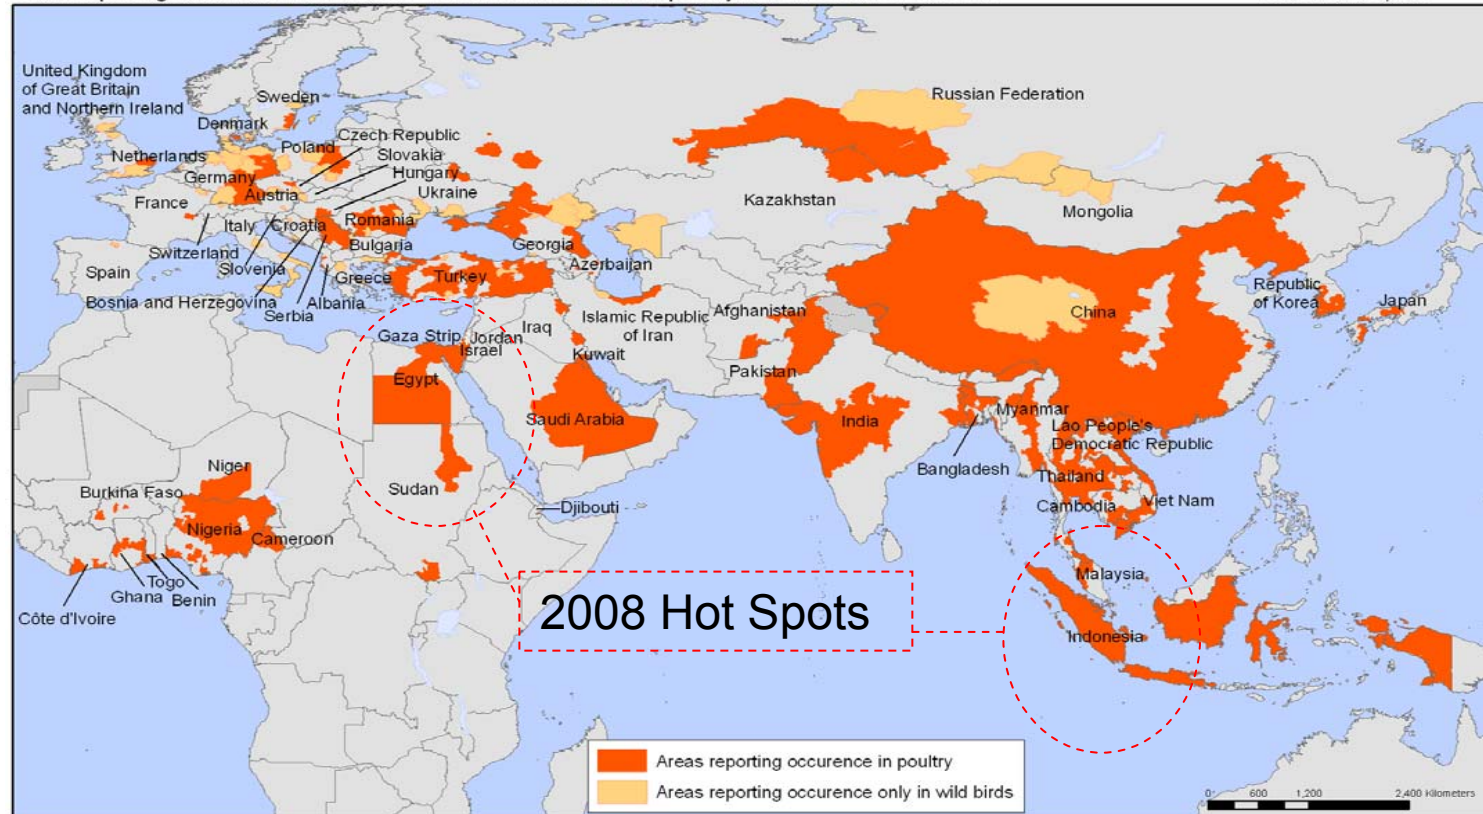 United Kingdom
of Great Britain
and Northern Ireland
Sweden
Denmark
Czech Republic
Netherlands
Poland
Slovakia
Germany
Hungary
Austria
Ukraine
France
Italy
Croatia
Romania
Switzerland
Bulgaria
Slovenia
Spain
Greece
Turkey
Bosnia and Herzegovina
Albania
Serbia
Georgia
Azerbaijan
Russian Federation
Kazakhstan
Mongolia
China
Republic
of Korea
Japan
Gaza Strip
Jordan
Israel
Iraq
Islamic Republic
of Iran
Afghanistan
Kuwait
Pakistan
Egypt
Saudi Arabia
India
Myanmar
Lao People's
Democratic Republic
Bangladesh
Thailand
Cambodia
Viet Nam
Niger
Burkina Faso
Sudan
Djibouti
Nigeria
Cameroon
Togo
Ghana
Benin
Côte d'Ivoire
Malaysia
Indonesia
2008 Hot Spots
Areas reporting occurence in poultry
Areas reporting occurence only in wild birds
0 600 1,200 2,400 Kilometers